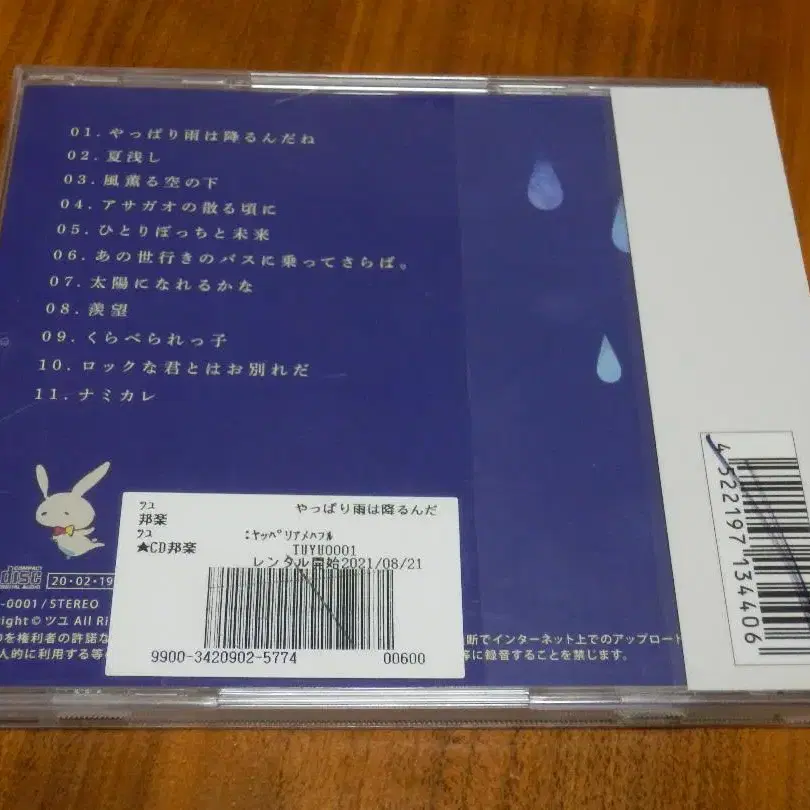 01. やっぱり雨は降るんだね
02. 夏浅し
03. 風薫る空の下
04. アサガオの散る頃に
05. ひとりぼっちと未来
06. あの世行きのバスに乗ってさらば。
07. 太陽になれるかな
08. 羨望
09. くらべられっ子
10. ロックな君とはお別れだ
11. ナミカレ
ツユ
邦楽
ツユ
★CD邦楽
やっぱり雨は降るんだ
:ヤッパリアメハフル
TUYU0001
レンタル開始2021/08/21
9900-3420902-5774
00600
COMPACT
disc
DIGITAL AUDIO
20・02・19
-0001/STEREO
right © ツユ All Ri
を権利者の許諾な
断でインターネット上でのアップロード
人的に利用する等の
等に録音することを禁じます。
4522197134406